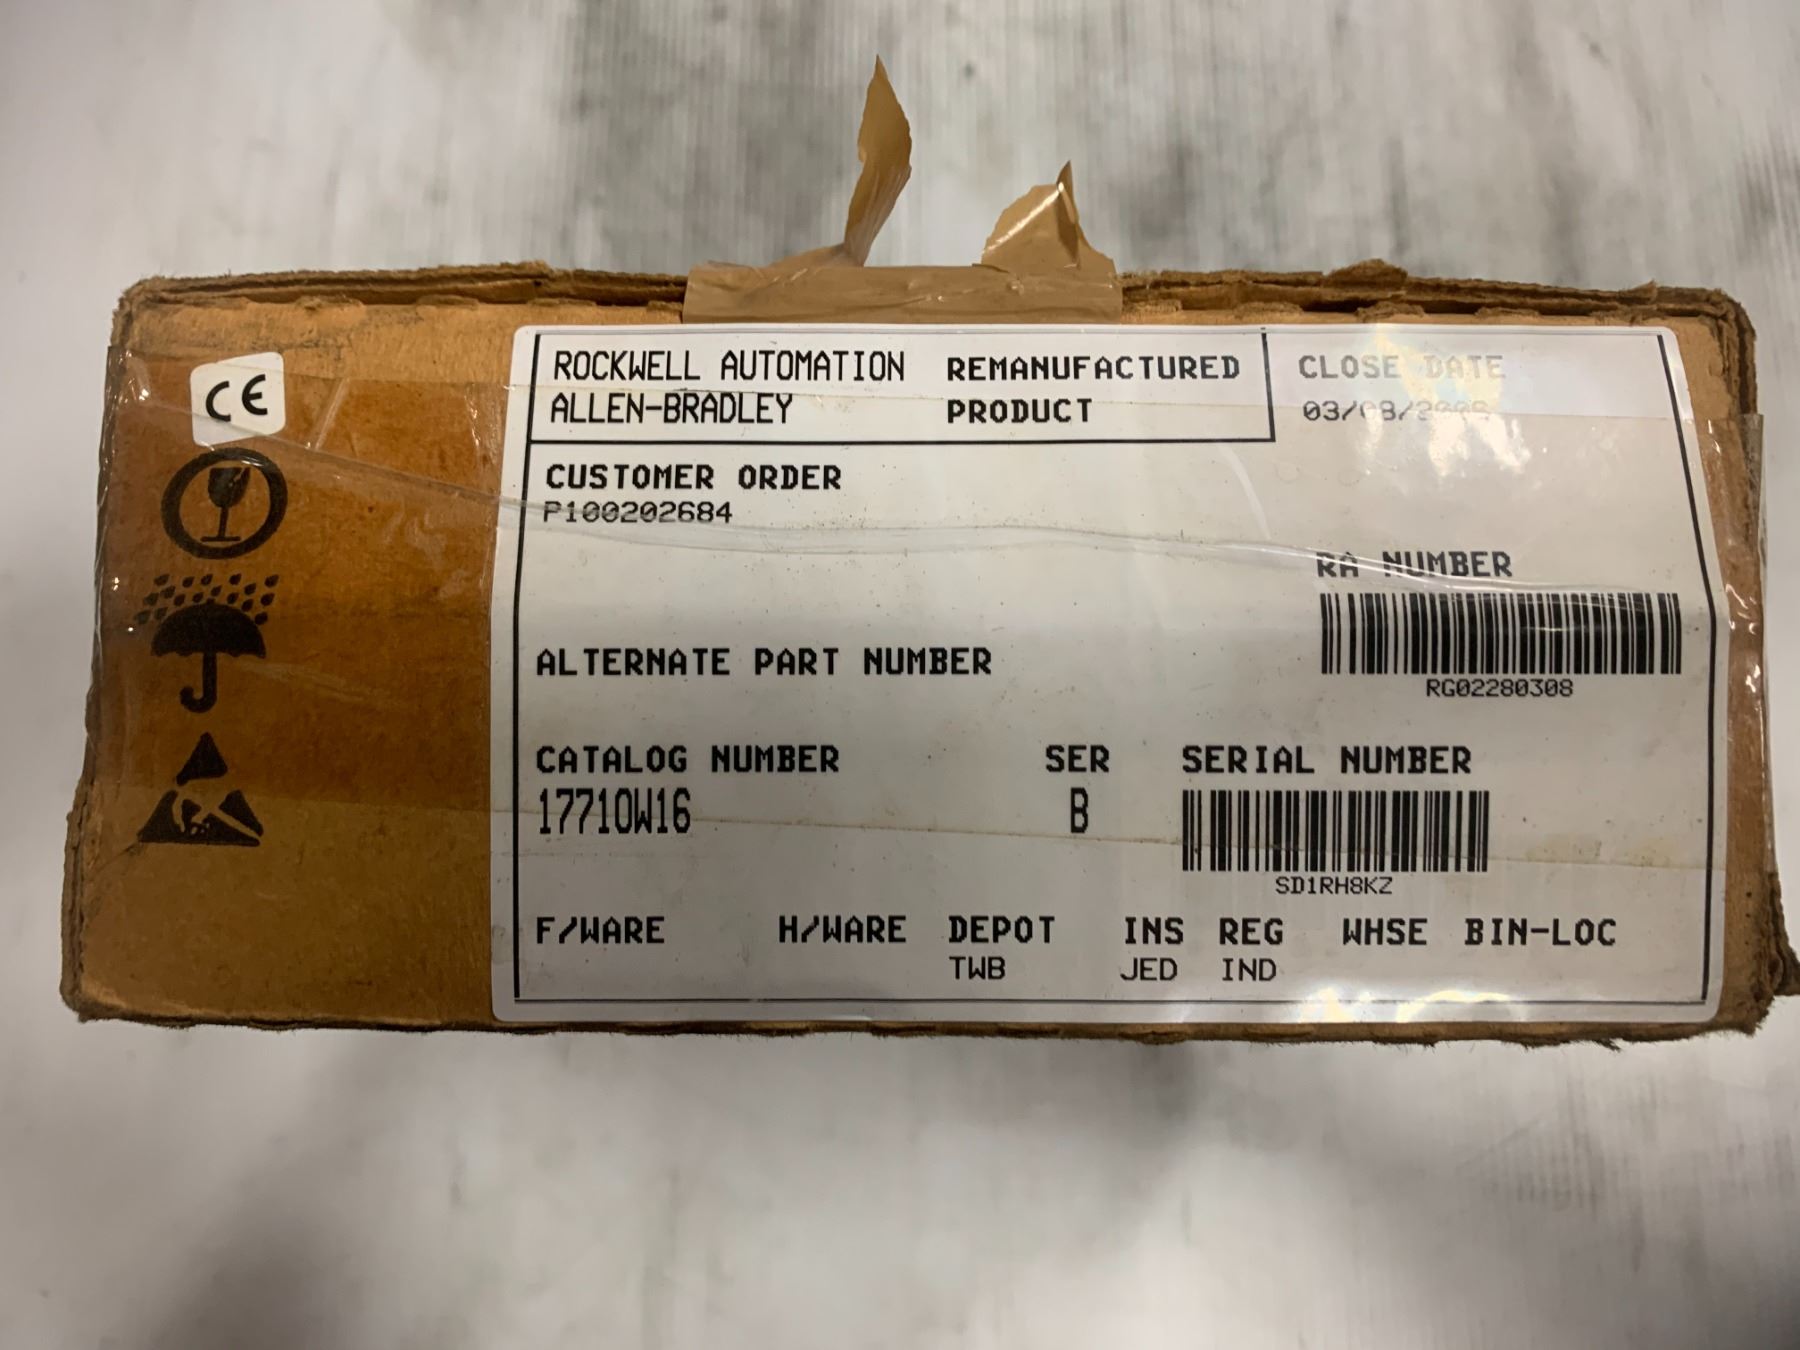 CE
ROCKWELL AUTOMATION REMANUFACTURED CLOSE DATE
ALLEN-BRADLEY PRODUCT
CUSTOMER ORDER
P100202684
RA NUMBER
RG02280308
ALTERNATE PART NUMBER
CATALOG NUMBER SER SERIAL NUMBER
1771OW16 B
SD1RH8KZ
F/WARE H/WARE DEPOT INS REG WHSE BIN-LOC
TWB JED IND